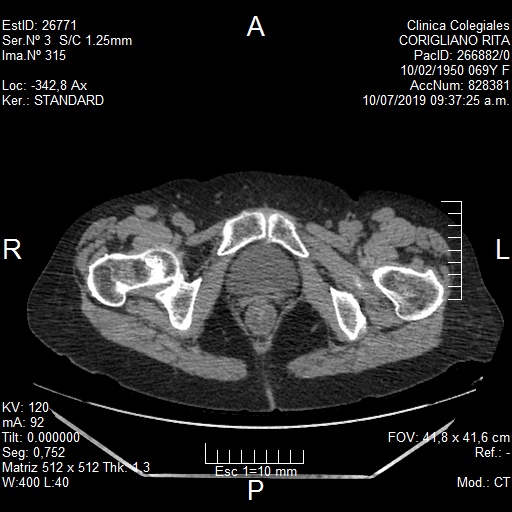 EstID: 26771
Ser.Nº 3 S/C 1.25mm
Ima.Nº 315
Loc: -342,8 Ax
Ker.: STANDARD
A
Clinica Colegiales
CORIGLIANO RITA
PacID: 266882/0
10/02/1950 069Y F
AccNum: 828381
10/07/2019 09:37:25 a.m.
R
L
KV: 120
mA: 92
Tilt: 0.000000
Seg: 0,752
Matriz 512 x 512 Thk: 1.3
W:400 L:40
Esc 1=10 mm
P
FOV: 41,8 x 41,6 cm
Ref.: -
Mod.: CT